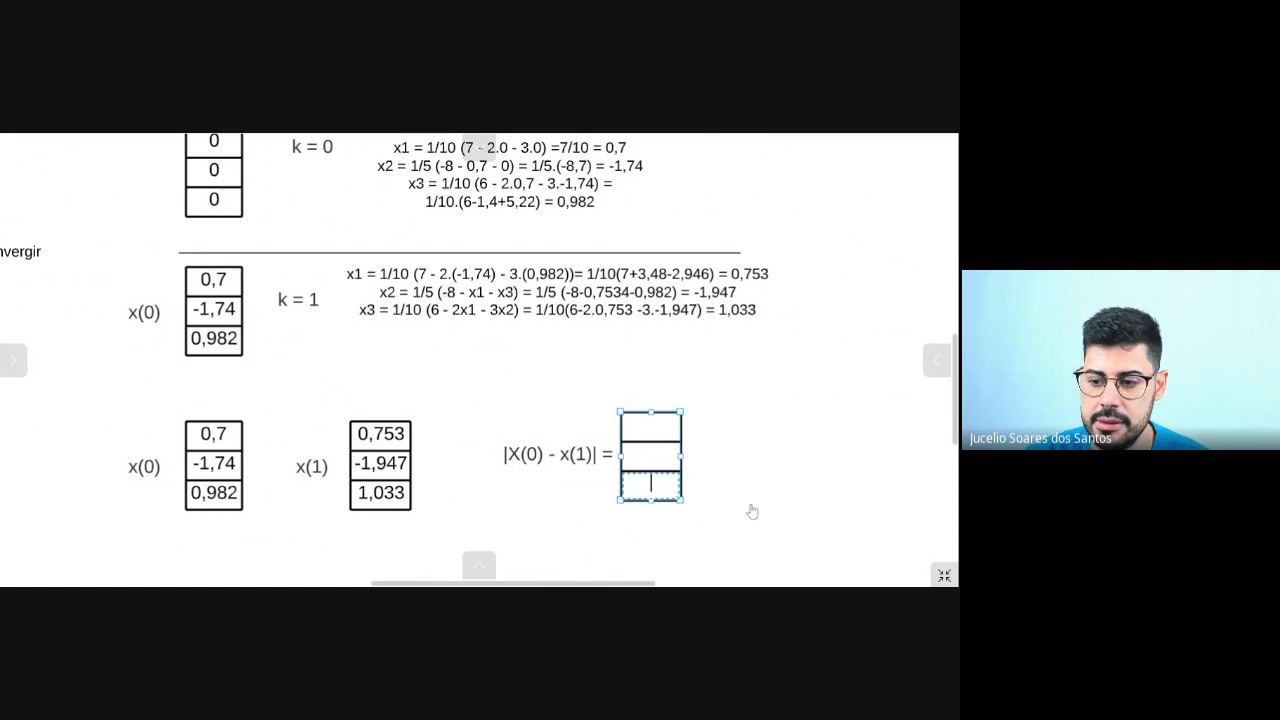 0
0
0
k = 0
x1 = 1/10 (7 - 2.0 - 3.0) =7/10 = 0,7
x2 = 1/5 (-8 - 0,7 - 0) = 1/5.(-8,7) = -1,74
x3 = 1/10 (6 - 2.0,7 - 3.-1,74) =
1/10.(6-1,4+5,22) = 0,982
nvergir
x(0)
0,7
-1,74
0,982
k = 1
x1 = 1/10 (7 - 2.(-1,74) - 3.(0,982))= 1/10(7+3,48-2,946) = 0,753
x2 = 1/5 (-8 - x1 - x3) = 1/5 (-8-0,7534-0,982) = -1,947
x3 = 1/10 (6 - 2x1 - 3x2) = 1/10(6-2.0,753 -3.-1,947) = 1,033
x(0)
0,7
-1,74
0,982
x(1)
0,753
-1,947
1,033
|X(0) - x(1)| =
Jucelio Soares dos Santos